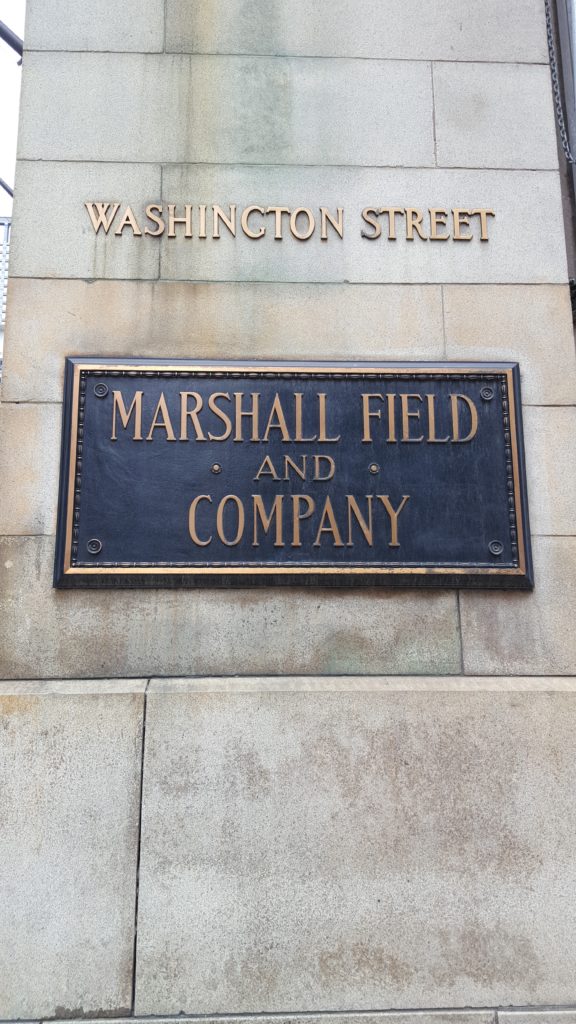 WASHINGTON STREET
MARSHALL FIELD
AND
COMPANY